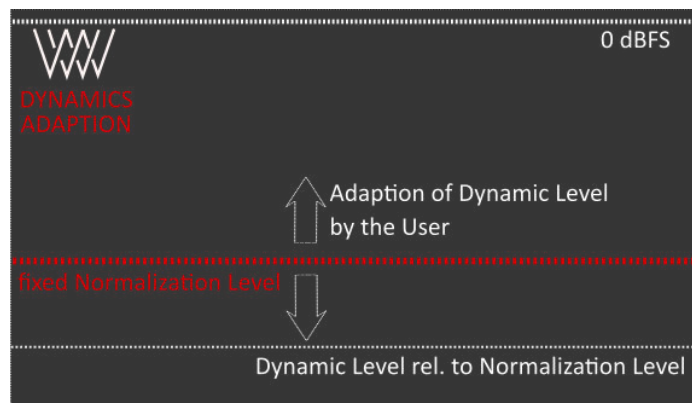 0 dBFS
DYNAMICS
ADAPTION
Adaption of Dynamic Level
by the User
fixed Normalization Level
Dynamic Level rel. to Normalization Level